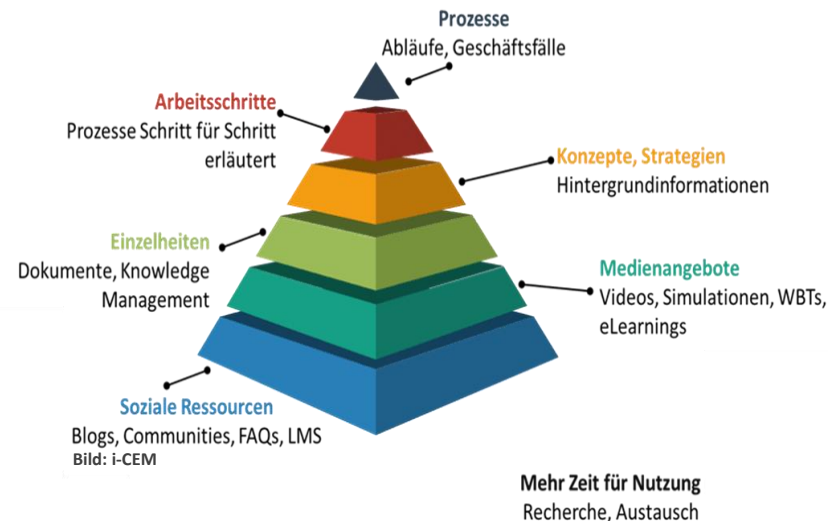 Prozesse
Abläufe, Geschäftsfälle
Arbeitsschritte
Prozesse Schritt für Schritt
erläutert
Konzepte, Strategien
Hintergrundinformationen
Einzelheiten
Dokumente, Knowledge
Management
Medienangebote
Videos, Simulationen, WBTs,
eLearnings
Soziale Ressourcen
Blogs, Communities, FAQs, LMS
Bild: i-CEM
Mehr Zeit für Nutzung
Recherche, Austausch